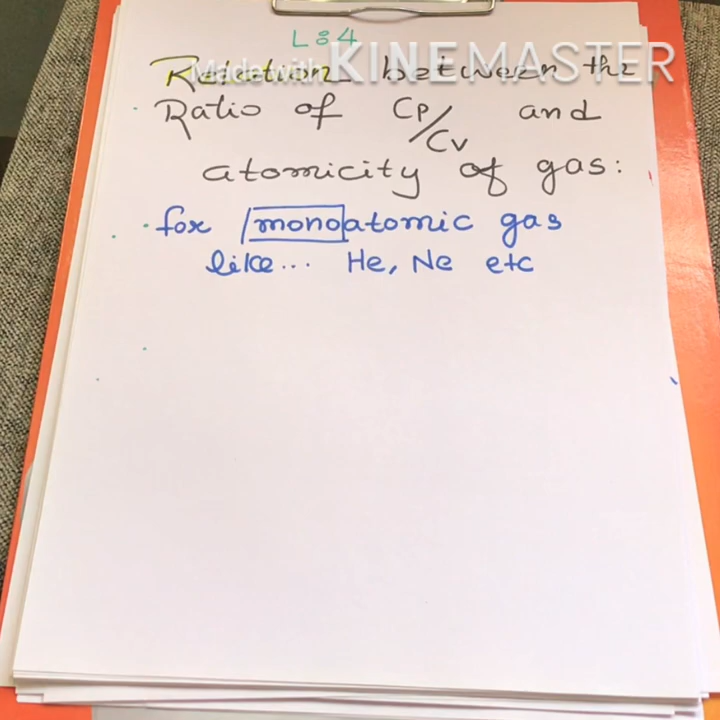 L:4
Relation between the
Made with KINEMASTER
Ratio of Cp/Cv and
atomicity of gas:
for monoatomic gas
like... He, Ne etc